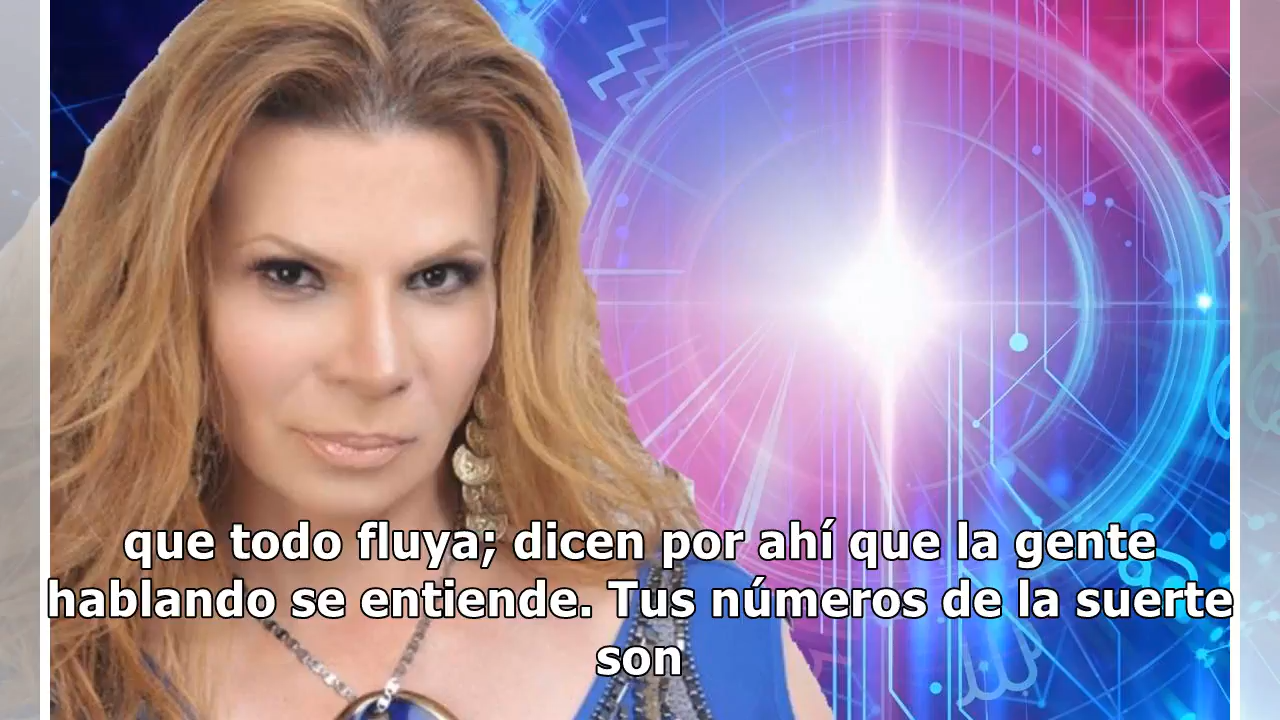 que todo fluya; dicen por ahí que la gente
hablando se entiende. Tus números de la suerte
son